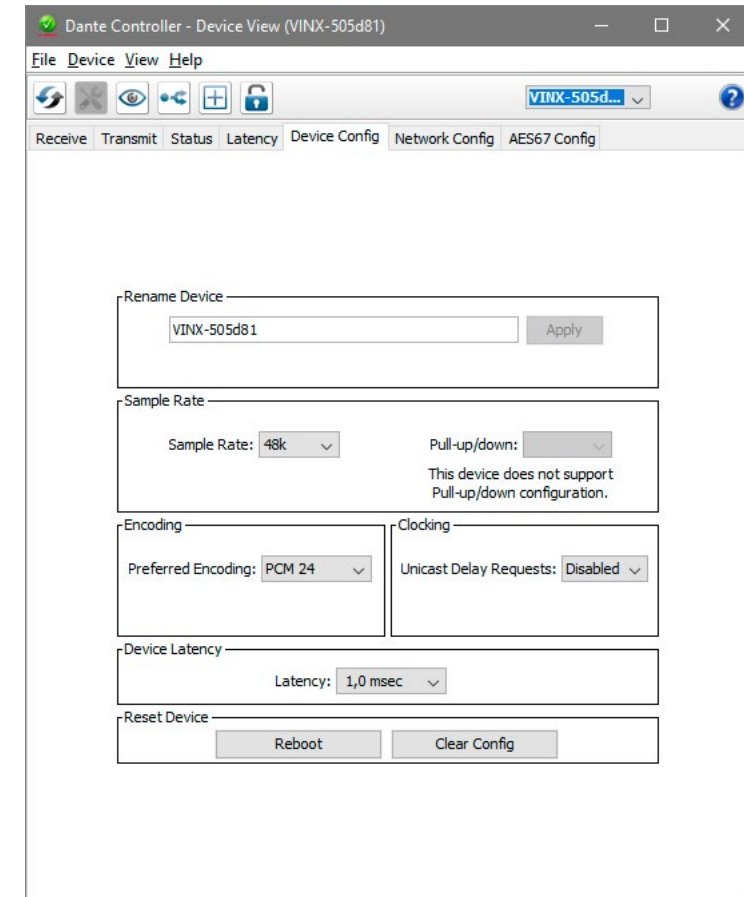 Dante Controller - Device View (VINX-505d81)
File Device View Help
VINX-505d...
?
Receive Transmit Status Latency Device Config Network Config AES67 Config
Rename Device
VINX-505d81 Apply
Sample Rate
Sample Rate: 48k Pull-up/down:
This device does not support
Pull-up/down configuration.
Encoding Clocking
Preferred Encoding: PCM 24 Unicast Delay Requests: Disabled
Device Latency
Latency: 1,0 msec
Reset Device
Reboot Clear Config